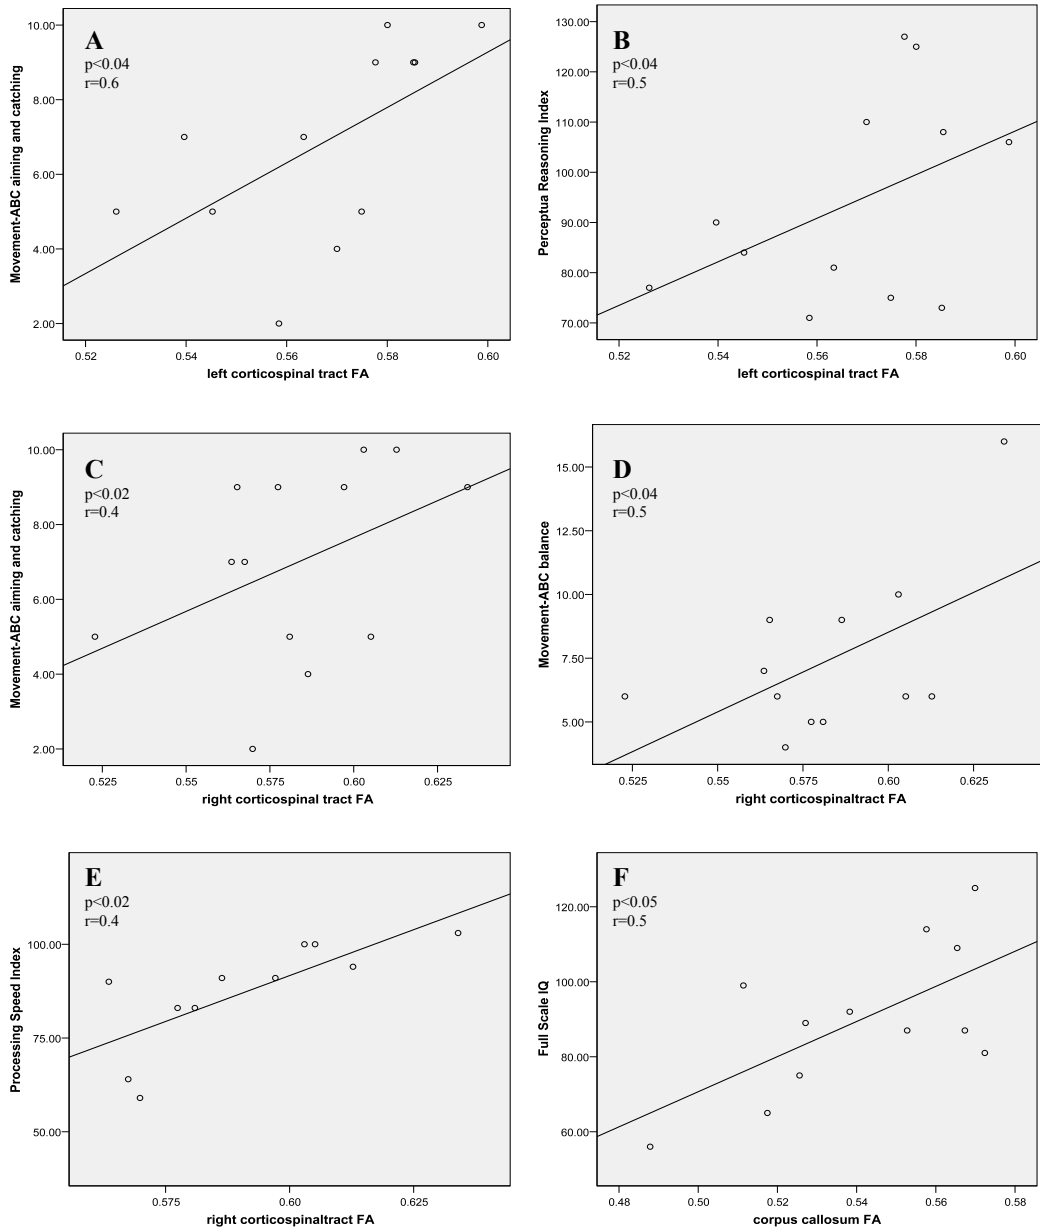 A
p<0.04
r=0.6
Movement-ABC aiming and catching
10.00
8.00
6.00
4.00
2.00
0.52 0.54 0.56 0.58 0.60
left corticospinal tract FA
B
p<0.04
r=0.5
Perceptua Reasoning Index
130.00
120.00
110.00
100.00
90.00
80.00
70.00
0.52 0.54 0.56 0.58 0.60
left corticospinal tract FA
C
p<0.02
r=0.4
Movement-ABC aiming and catching
10.00
8.00
6.00
4.00
2.00
0.525 0.55 0.575 0.60 0.625
right corticospinal tract FA
D
p<0.04
r=0.5
Movement-ABC balance
15.00
12.50
10.00
7.50
5.00
0.525 0.55 0.575 0.60 0.625
right corticospinaltract FA
E
p<0.02
r=0.4
Processing Speed Index
100.00
75.00
50.00
0.575 0.60 0.625
right corticospinaltract FA
F
p<0.05
r=0.5
Full Scale IQ
120.00
100.00
80.00
60.00
0.48 0.50 0.52 0.54 0.56 0.58
corpus callosum FA